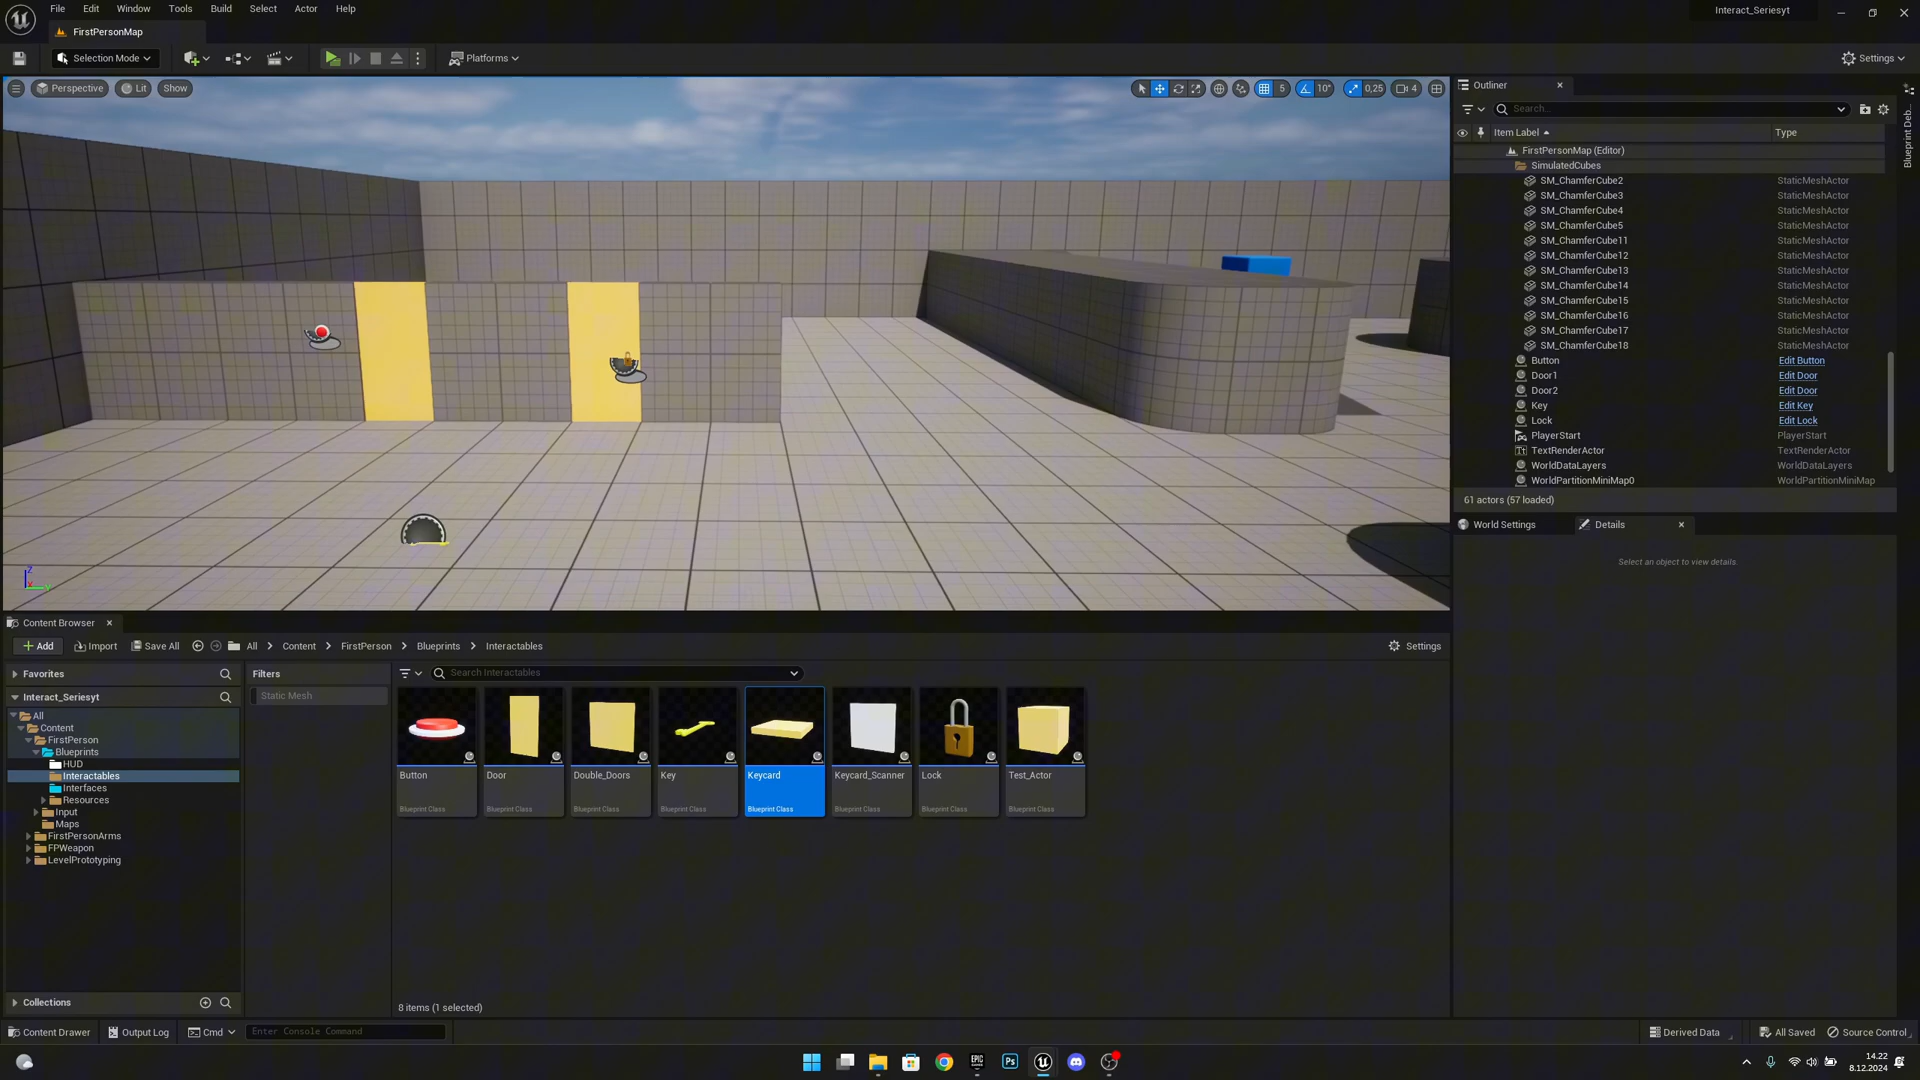 File Edit Window Tools Build Select Actor Help
Interact_Seriesyt
FirstPersonMap
Selection Mode
Platforms
Settings
Perspective Lit Show
5 10° 0,25 4
Outliner
Search...
Item Label Type
FirstPersonMap (Editor)
SimulatedCubes
SM_ChamferCube2 StaticMeshActor
SM_ChamferCube3 StaticMeshActor
SM_ChamferCube4 StaticMeshActor
SM_ChamferCube5 StaticMeshActor
SM_ChamferCube11 StaticMeshActor
SM_ChamferCube12 StaticMeshActor
SM_ChamferCube13 StaticMeshActor
SM_ChamferCube14 StaticMeshActor
SM_ChamferCube15 StaticMeshActor
SM_ChamferCube16 StaticMeshActor
SM_ChamferCube17 StaticMeshActor
SM_ChamferCube18 StaticMeshActor
Button Edit Button
Door1 Edit Door
Door2 Edit Door
Key Edit Key
Lock Edit Lock
PlayerStart PlayerStart
TextRenderActor TextRenderActor
WorldDataLayers WorldDataLayers
WorldPartitionMiniMap0 WorldPartitionMiniMap
61 actors (57 loaded)
Blueprint Deb...
World Settings Details
Select an object to view details.
Z
X
Y
Content Browser
Add Import Save All All Content FirstPerson Blueprints Interactables
Settings
Favorites
Interact_Seriesyt
All
Content
FirstPerson
Blueprints
HUD
Interactables
Interfaces
Resources
Input
Maps
FirstPersonArms
FPWeapon
LevelPrototyping
Collections
Filters
Static Mesh
Search Interactables
Button Door Double_Doors Key Keycard Keycard_Scanner Lock Test_Actor
Blueprint Class Blueprint Class Blueprint Class Blueprint Class Blueprint Class Blueprint Class Blueprint Class Blueprint Class
8 items (1 selected)
Content Drawer Output Log Cmd Enter Console Command
Derived Data All Saved Source Control
EPIC GAMES
Ps
14.22
8.12.2024